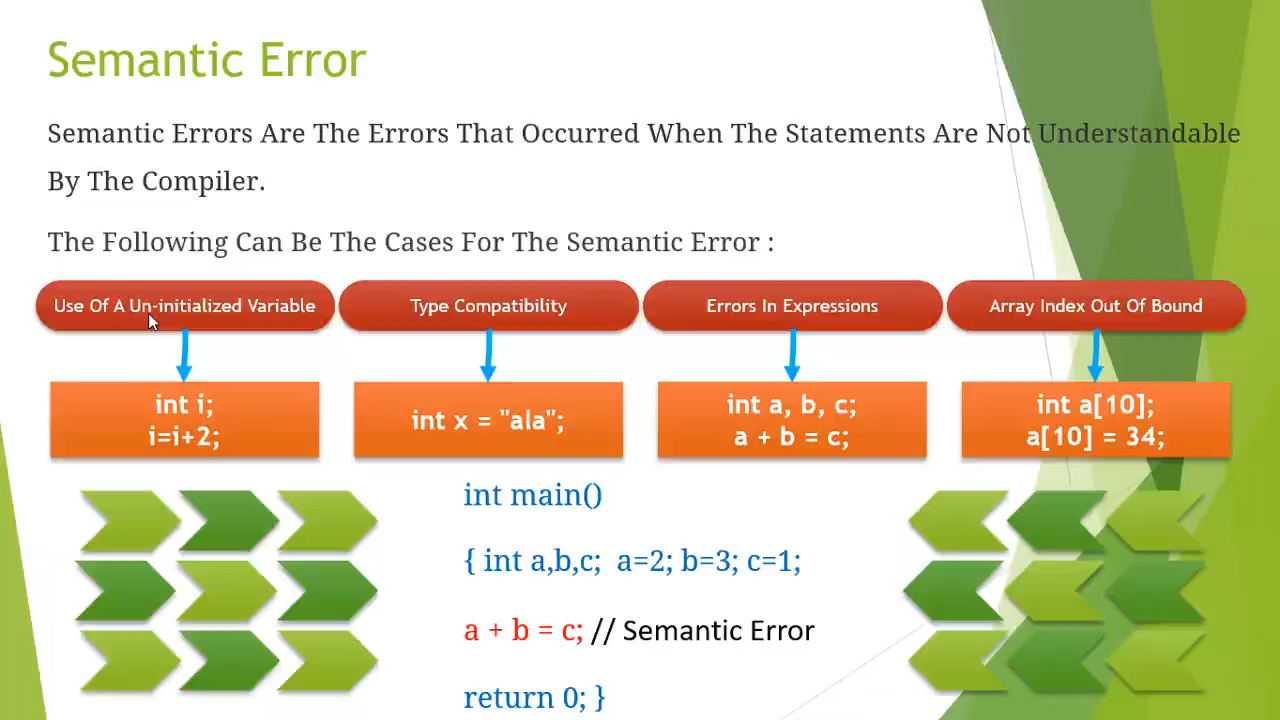 Semantic Error
Semantic Errors Are The Errors That Occurred When The Statements Are Not Understandable
By The Compiler.
The Following Can Be The Cases For The Semantic Error :
Use Of A Un-initialized Variable
Type Compatibility
Errors In Expressions
Array Index Out Of Bound
int i;
i=i+2;
int x = "ala";
int a, b, c;
a + b = c;
int a[10];
a[10] = 34;
int main()
{ int a,b,c;  a=2; b=3; c=1;
a + b = c; // Semantic Error
return 0; }